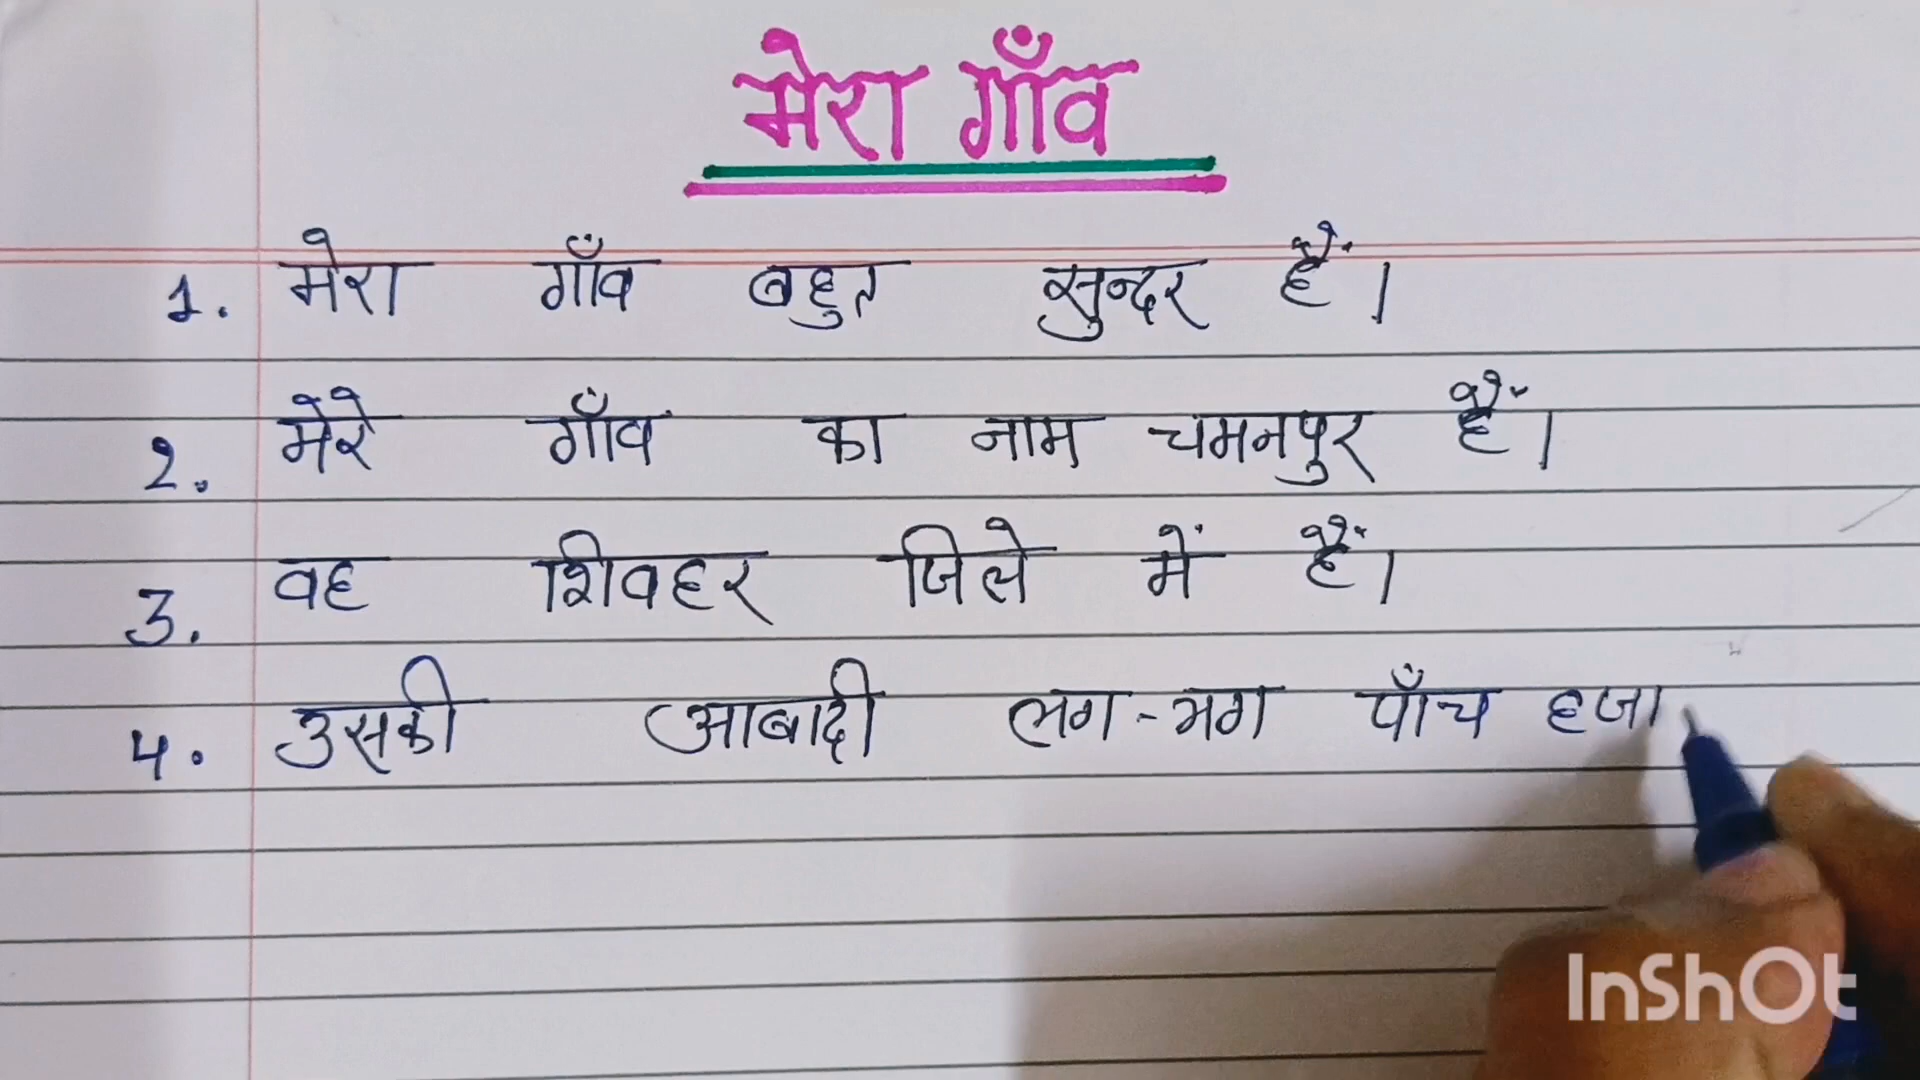 मेरा गाँव
1. मेरा गाँव बहुत सुन्दर हैं।
2. मेरे गाँव का नाम चमनपुर हैं।
3. वह शिवहर जिले में हैं।
4. उसकी आबादी लग-भग पाँच हजा
InShOt